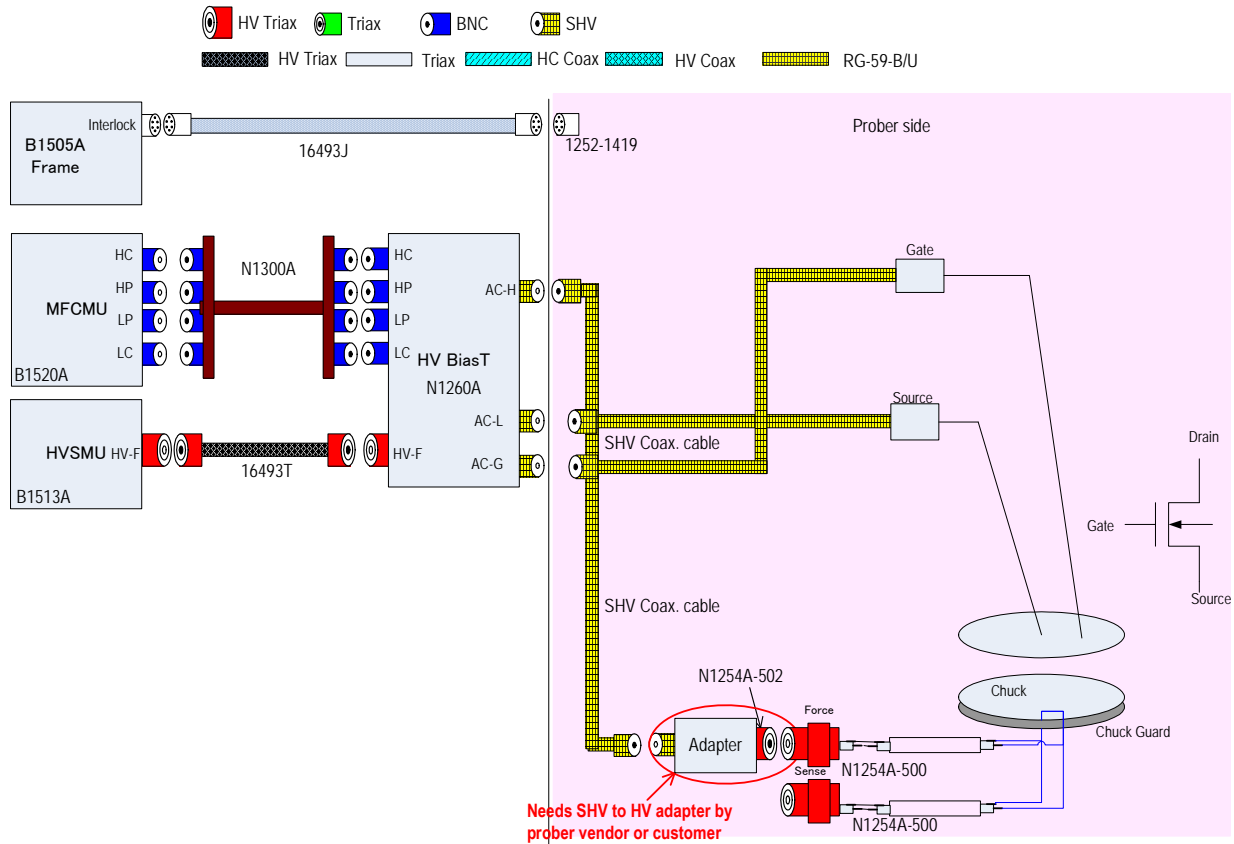 HV Triax
Triax
BNC
SHV
HV Triax
Triax
HC Coax
HV Coax
RG-59-B/U
Interlock
B1505A
Frame
16493J
1252-1419
Prober side
HC
HP
LP
LC
MFCMU
B1520A
N1300A
HC
HP
LP
LC
AC-H
HV BiasT
N1260A
AC-L
AC-G
HV-F
HVSMU
HV-F
B1513A
16493T
Gate
Source
SHV Coax. cable
Drain
Gate
Source
SHV Coax. cable
N1254A-502
Adapter
Force
Sense
N1254A-500
N1254A-500
Chuck
Chuck Guard
Needs SHV to HV adapter by
prober vendor or customer